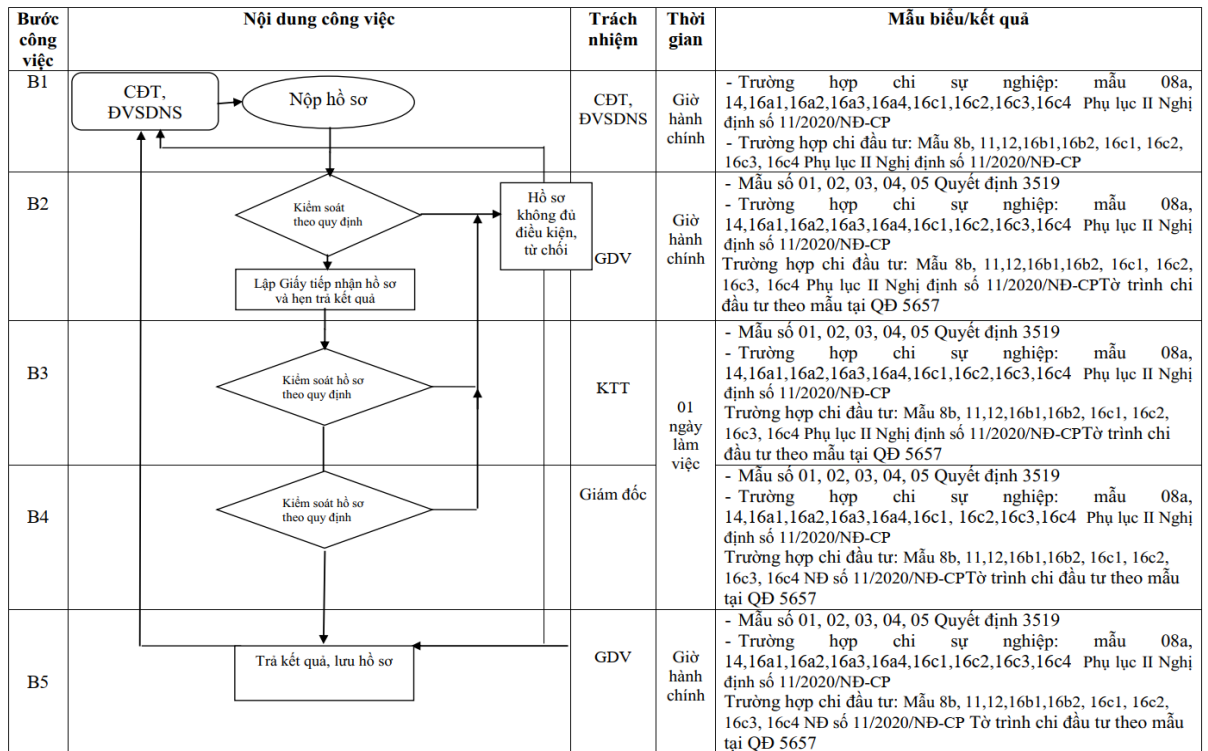 Bước công việc
Nội dung công việc
Trách nhiệm
Thời gian
Mẫu biểu/kết quả
B1
CĐT,
ĐVSDNS
Nộp hồ sơ
CĐT,
ĐVSDNS
Giờ
hành
chính
- Trường hợp chi sự nghiệp: mẫu 08a,
14,16a1,16a2,16a3,16a4,16c1,16c2,16c3,16c4 Phụ lục II Nghị
định số 11/2020/NĐ-CP
- Trường hợp chi đầu tư: Mẫu 8b, 11,12,16b1,16b2, 16c1, 16c2,
16c3, 16c4 Phụ lục II Nghị định số 11/2020/NĐ-CP
B2
Kiểm soát
theo quy định
Hồ sơ
không đủ
điều kiện,
từ chối
Lập Giấy tiếp nhận hồ sơ
và hẹn trả kết quả
GDV
Giờ
hành
chính
- Mẫu số 01, 02, 03, 04, 05 Quyết định 3519
- Trường hợp chi sự nghiệp: mẫu 08a,
14,16a1,16a2,16a3,16a4,16c1,16c2,16c3,16c4 Phụ lục II Nghị
định số 11/2020/NĐ-CP
Trường hợp chi đầu tư: Mẫu 8b, 11,12,16b1,16b2, 16c1, 16c2,
16c3, 16c4 Phụ lục II Nghị định số 11/2020/NĐ-CPTờ trình chi
đầu tư theo mẫu tại QĐ 5657
B3
Kiểm soát hồ sơ
theo quy định
KTT
01
ngày
làm
việc
- Mẫu số 01, 02, 03, 04, 05 Quyết định 3519
- Trường hợp chi sự nghiệp: mẫu 08a,
14,16a1,16a2,16a3,16a4,16c1,16c2,16c3,16c4 Phụ lục II Nghị
định số 11/2020/NĐ-CP
Trường hợp chi đầu tư: Mẫu 8b, 11,12,16b1,16b2, 16c1, 16c2,
16c3, 16c4 Phụ lục II Nghị định số 11/2020/NĐ-CPTờ trình chi
đầu tư theo mẫu tại QĐ 5657
B4
Kiểm soát hồ sơ
theo quy định
Giám đốc
- Mẫu số 01, 02, 03, 04, 05 Quyết định 3519
- Trường hợp chi sự nghiệp: mẫu 08a,
14,16a1,16a2,16a3,16a4,16c1, 16c2,16c3,16c4 Phụ lục II Nghị
định số 11/2020/NĐ-CP
Trường hợp chi đầu tư: Mẫu 8b, 11,12,16b1,16b2, 16c1, 16c2,
16c3, 16c4 NĐ số 11/2020/NĐ-CPTờ trình chi đầu tư theo mẫu
tại QĐ 5657
B5
Trả kết quả, lưu hồ sơ
GDV
Giờ
hành
chính
- Mẫu số 01, 02, 03, 04, 05 Quyết định 3519
- Trường hợp chi sự nghiệp: mẫu 08a,
14,16a1,16a2,16a3,16a4,16c1,16c2,16c3,16c4 Phụ lục II Nghị
định số 11/2020/NĐ-CP
Trường hợp chi đầu tư: Mẫu 8b, 11,12,16b1,16b2, 16c1, 16c2,
16c3, 16c4 NĐ số 11/2020/NĐ-CP Tờ trình chi đầu tư theo mẫu
tại QĐ 5657